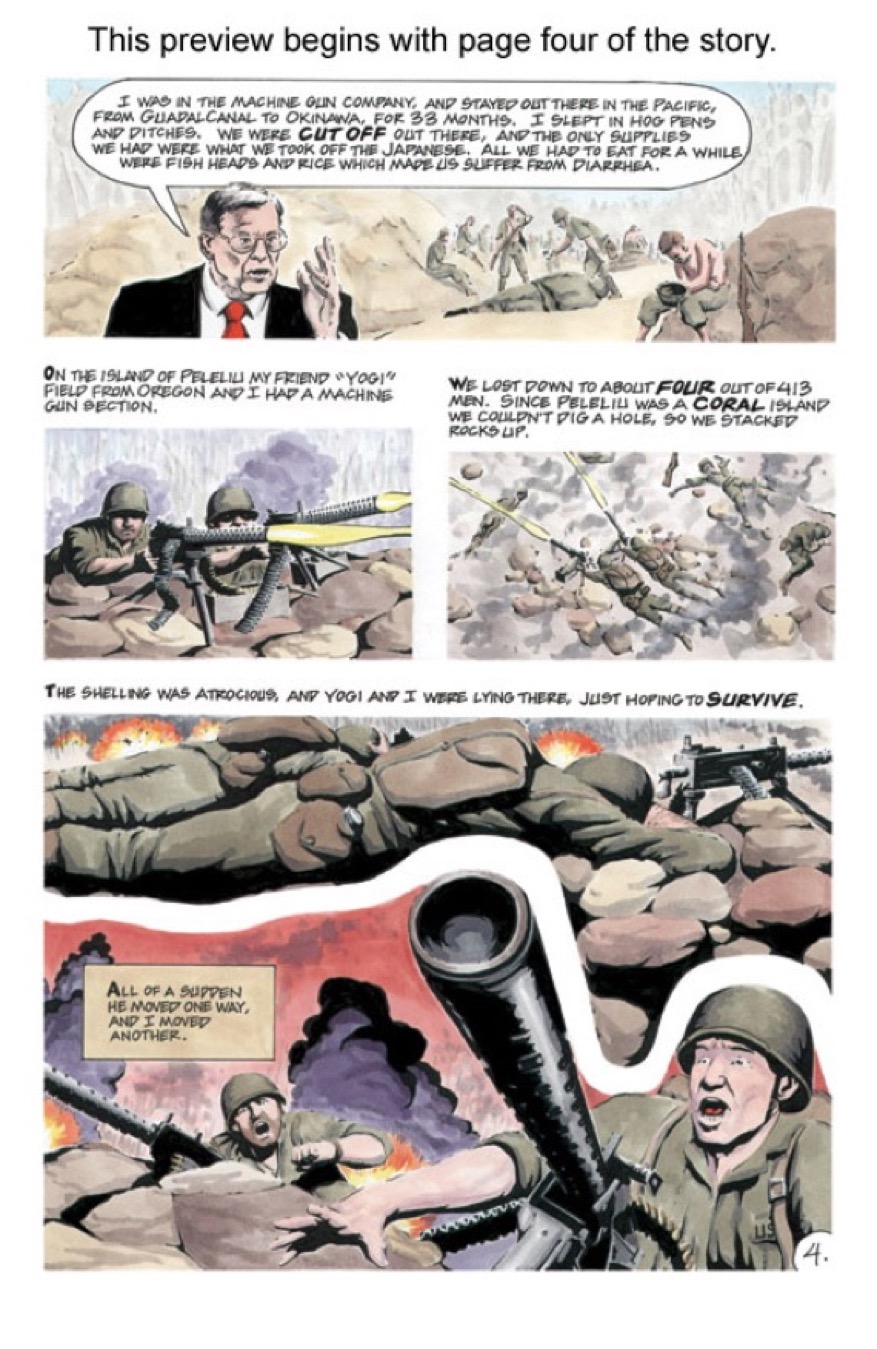 This preview begins with page four of the story.
I WAS IN THE MACHINE GUN COMPANY, AND STAYED OUT THERE IN THE PACIFIC,
FROM GUADALCANAL TO OKINAWA, FOR 33 MONTHS. I SLEPT IN HOG PENS
AND DITCHES. WE WERE CUT OFF OUT THERE, AND THE ONLY SUPPLIES
WE HAD WERE WHAT WE TOOK OFF THE JAPANESE. ALL WE HAD TO EAT FOR A WHILE
WERE FISH HEADS AND RICE WHICH MADE US SUFFER FROM DIARRHEA.
ON THE ISLAND OF PELELIU MY FRIEND "YOGI"
FIELD FROM OREGON AND I HAD A MACHINE
GUN SECTION.
WE LOST DOWN TO ABOUT FOUR OUT OF 413
MEN. SINCE PELELIU WAS A CORAL ISLAND
WE COULDN'T DIG A HOLE, SO WE STACKED
ROCKS UP.
THE SHELLING WAS ATROCIOUS, AND YOGI AND I WERE LYING THERE, JUST HOPING TO SURVIVE.
ALL OF A SUDDEN
HE MOVED ONE WAY,
AND I MOVED
ANOTHER.
US
4.